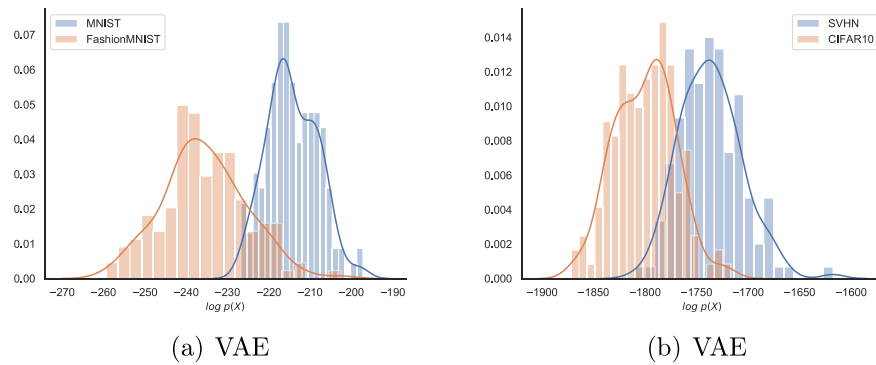 MNIST
FashionMNIST
0.07
0.06
0.05
0.04
0.03
0.02
0.01
0.00
−270 −260 −250 −240 −230 −220 −210 −200 −190
log p(X)
(a) VAE
SVHN
CIFAR10
0.014
0.012
0.010
0.008
0.006
0.004
0.002
0.000
−1900 −1850 −1800 −1750 −1700 −1650 −1600
log p(X)
(b) VAE